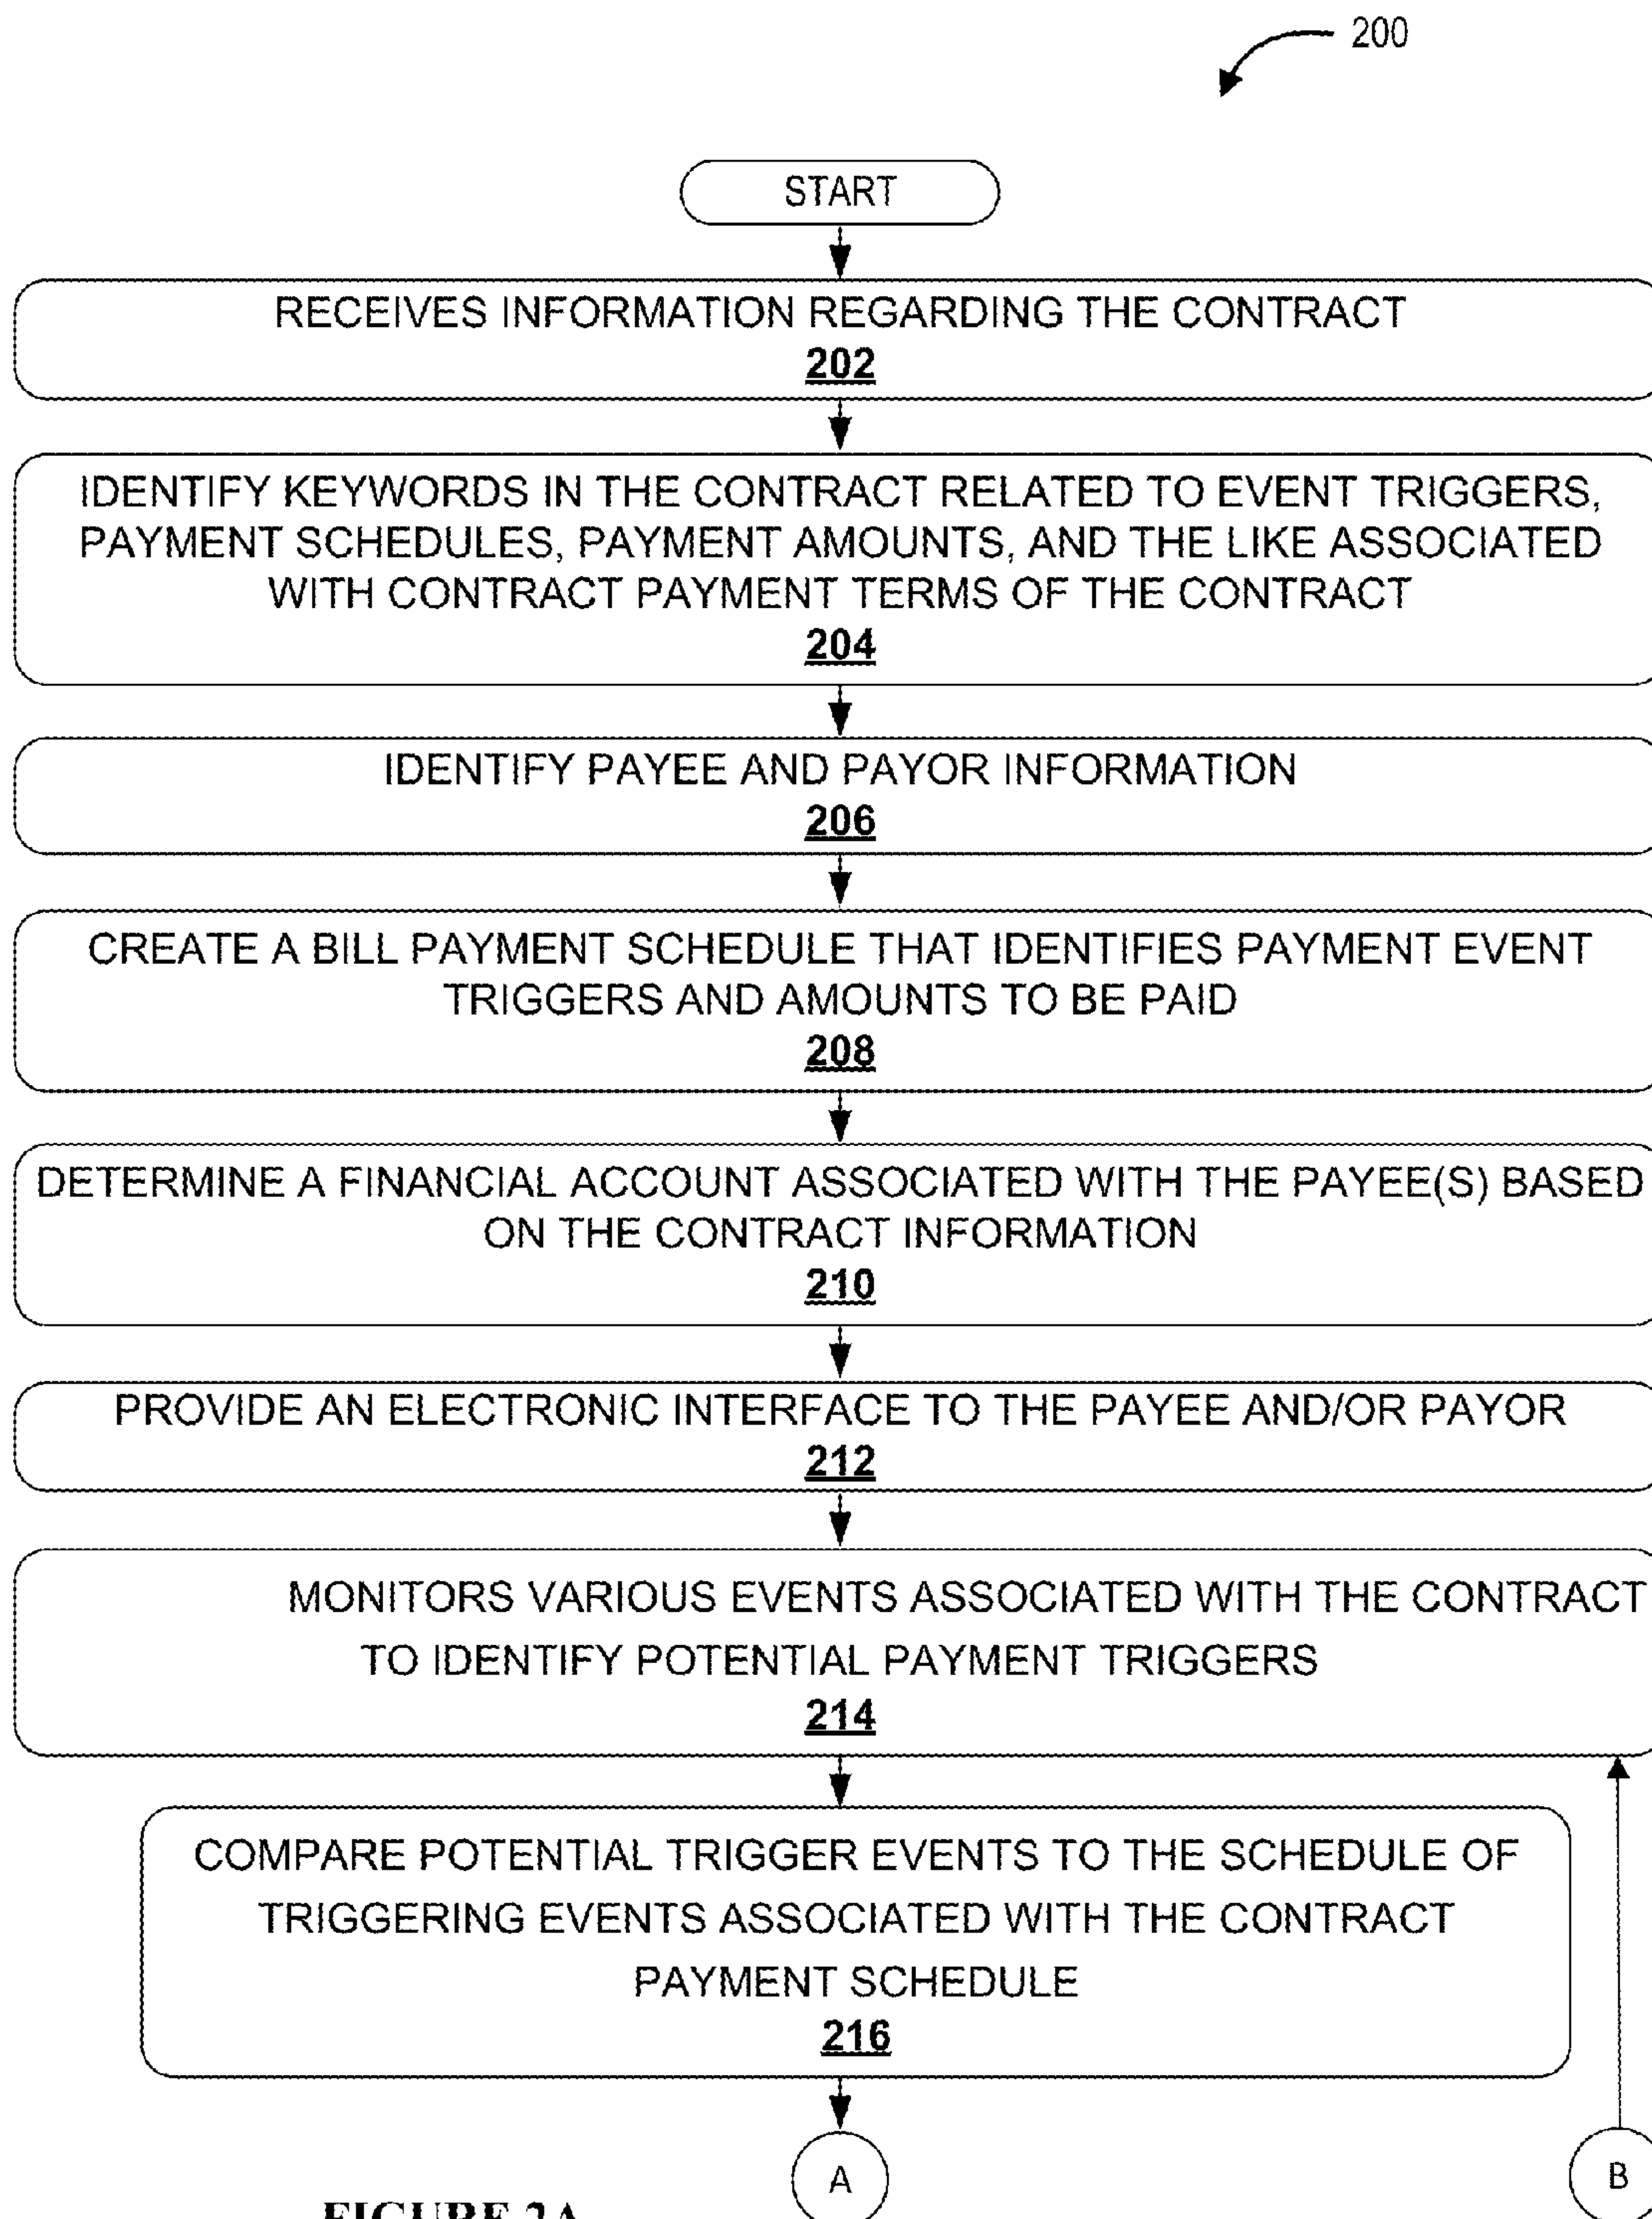 200
START
RECEIVES INFORMATION REGARDING THE CONTRACT
202
IDENTIFY KEYWORDS IN THE CONTRACT RELATED TO EVENT TRIGGERS,
PAYMENT SCHEDULES, PAYMENT AMOUNTS, AND THE LIKE ASSOCIATED
WITH CONTRACT PAYMENT TERMS OF THE CONTRACT
204
IDENTIFY PAYEE AND PAYOR INFORMATION
206
CREATE A BILL PAYMENT SCHEDULE THAT IDENTIFIES PAYMENT EVENT
TRIGGERS AND AMOUNTS TO BE PAID
208
DETERMINE A FINANCIAL ACCOUNT ASSOCIATED WITH THE PAYEE(S) BASED
ON THE CONTRACT INFORMATION
210
PROVIDE AN ELECTRONIC INTERFACE TO THE PAYEE AND/OR PAYOR
212
MONITORS VARIOUS EVENTS ASSOCIATED WITH THE CONTRACT
TO IDENTIFY POTENTIAL PAYMENT TRIGGERS
214
COMPARE POTENTIAL TRIGGER EVENTS TO THE SCHEDULE OF
TRIGGERING EVENTS ASSOCIATED WITH THE CONTRACT
PAYMENT SCHEDULE
216
A
B
FIGURE 2A